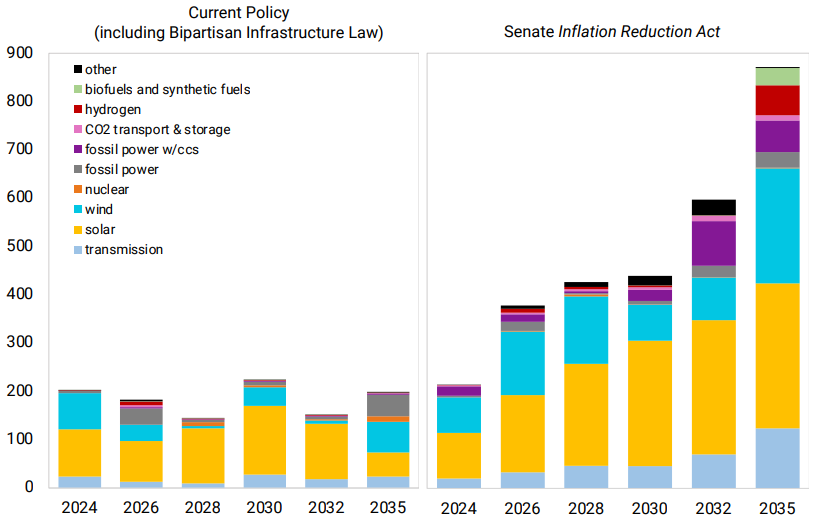 Current Policy
(including Bipartisan Infrastructure Law)
Senate Inflation Reduction Act
900
800
700
600
500
400
300
200
100
0
other
biofuels and synthetic fuels
hydrogen
CO2 transport & storage
fossil power w/ccs
fossil power
nuclear
wind
solar
transmission
2024 2026 2028 2030 2032 2035
2024 2026 2028 2030 2032 2035